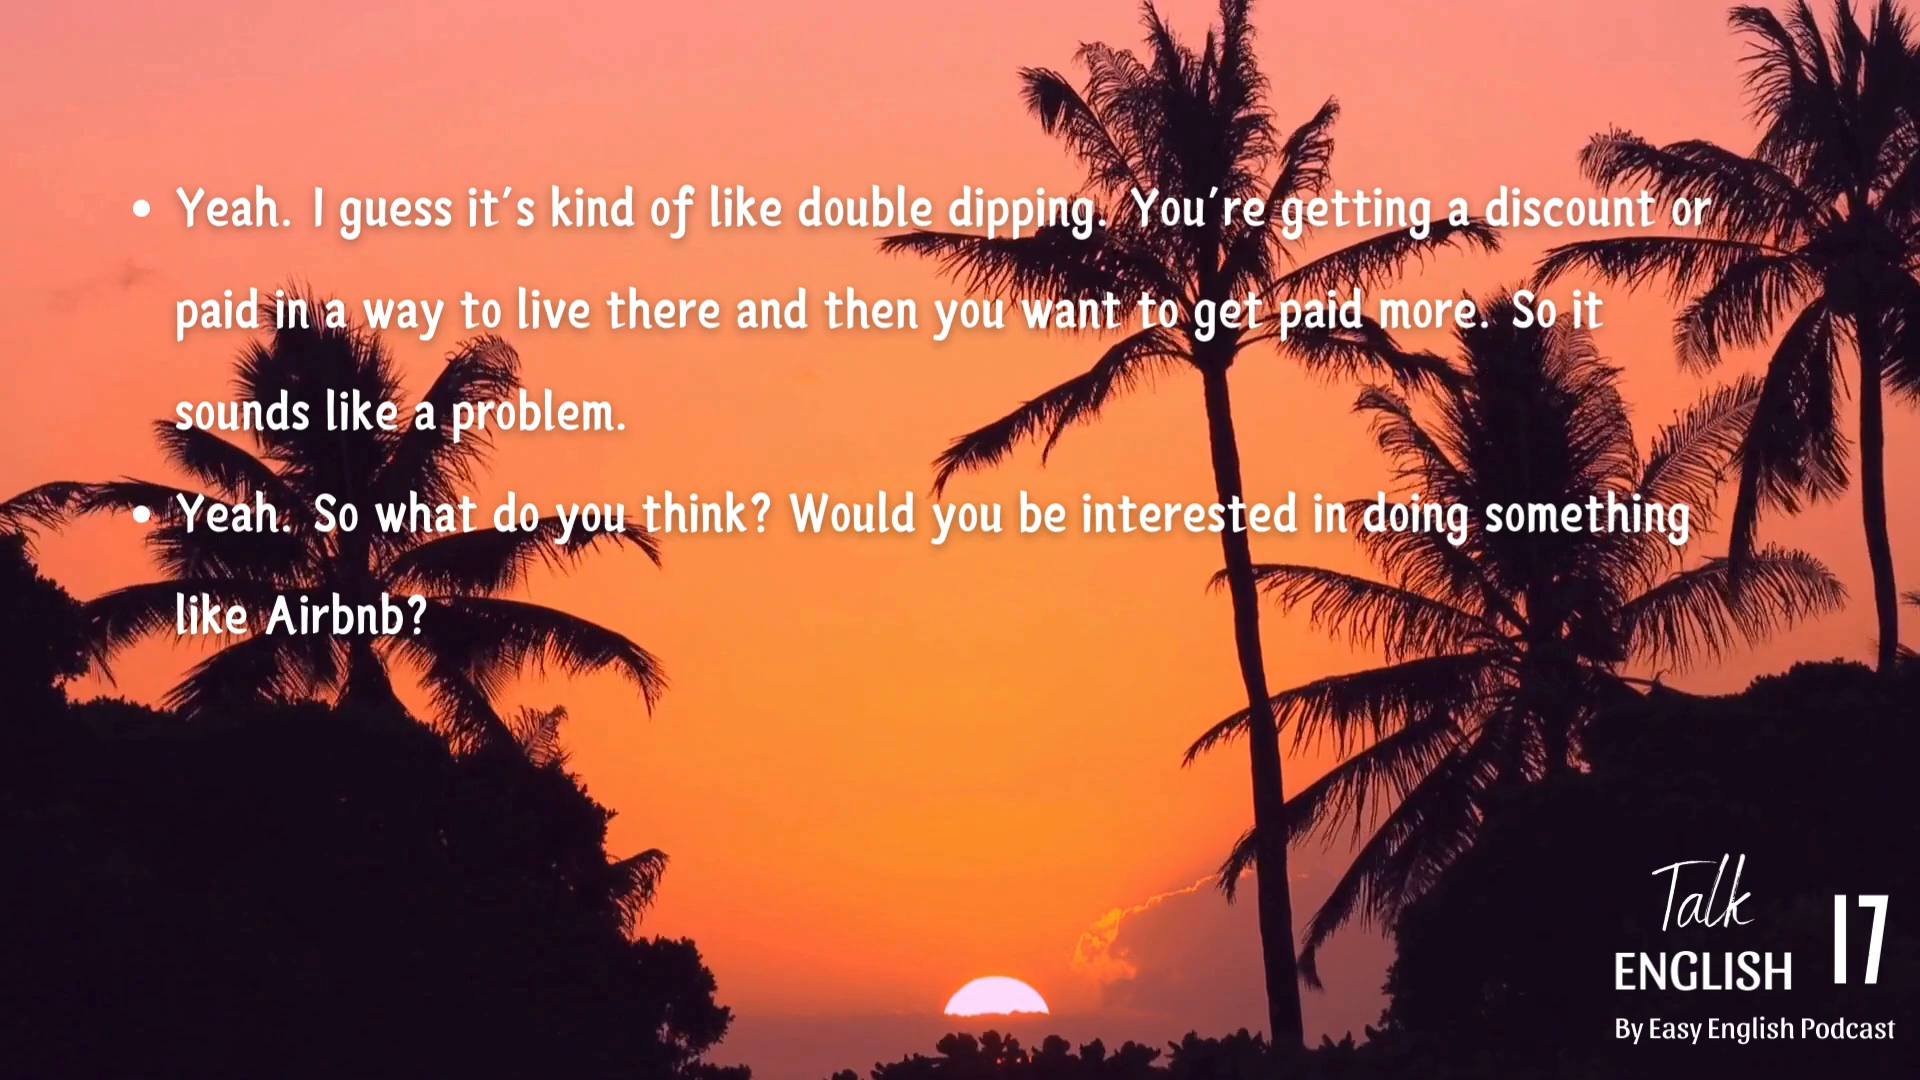 • Yeah. I guess it's kind of like double dipping. You're getting a discount or
paid in a way to live there and then you want to get paid more. So it
sounds like a problem.
• Yeah. So what do you think? Would you be interested in doing something
like Airbnb?
Talk
ENGLISH 17
By Easy English Podcast